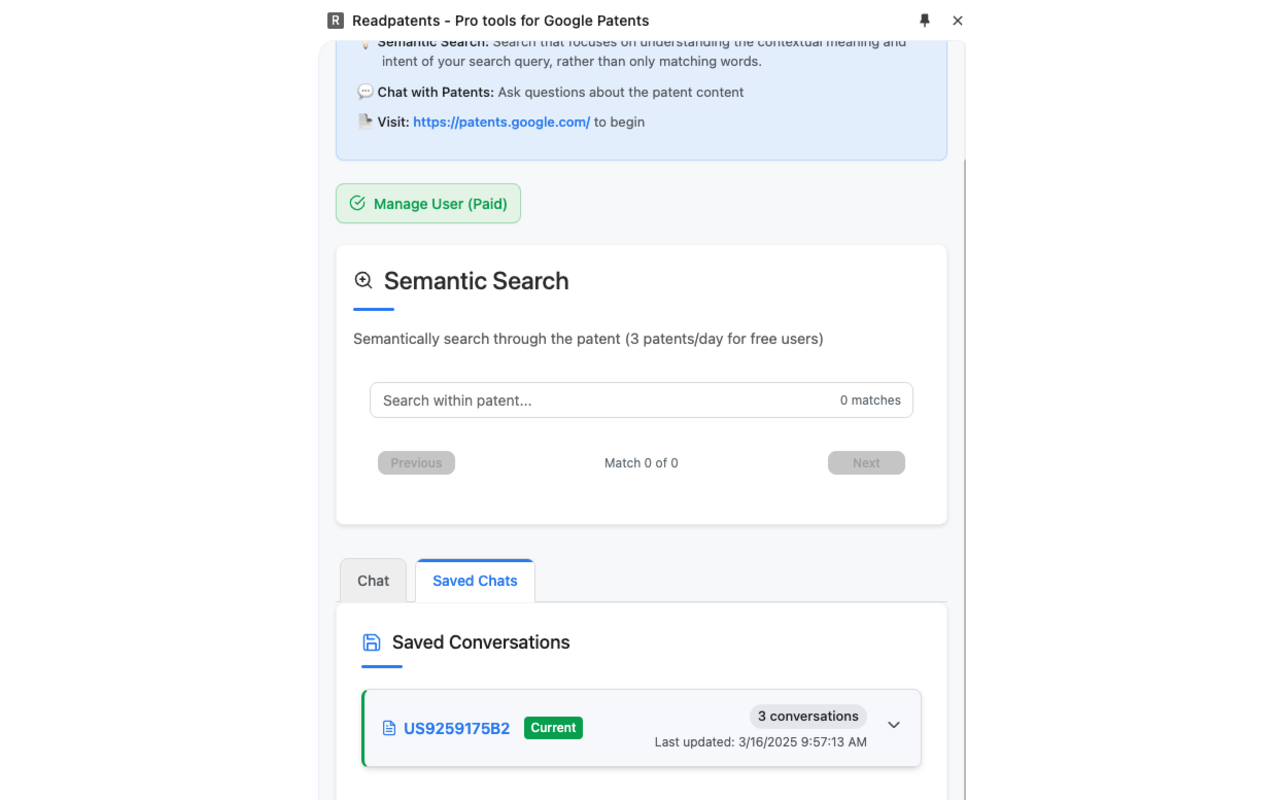 R Readpatents - Pro tools for Google Patents
Semantic Search: Search that focuses on understanding the contextual meaning and
intent of your search query, rather than only matching words.
Chat with Patents: Ask questions about the patent content
Visit: https://patents.google.com/ to begin
Manage User (Paid)
Semantic Search
Semantically search through the patent (3 patents/day for free users)
Search within patent... 0 matches
Previous Match 0 of 0 Next
Chat Saved Chats
Saved Conversations
US9259175B2 Current 3 conversations
Last updated: 3/16/2025 9:57:13 AM